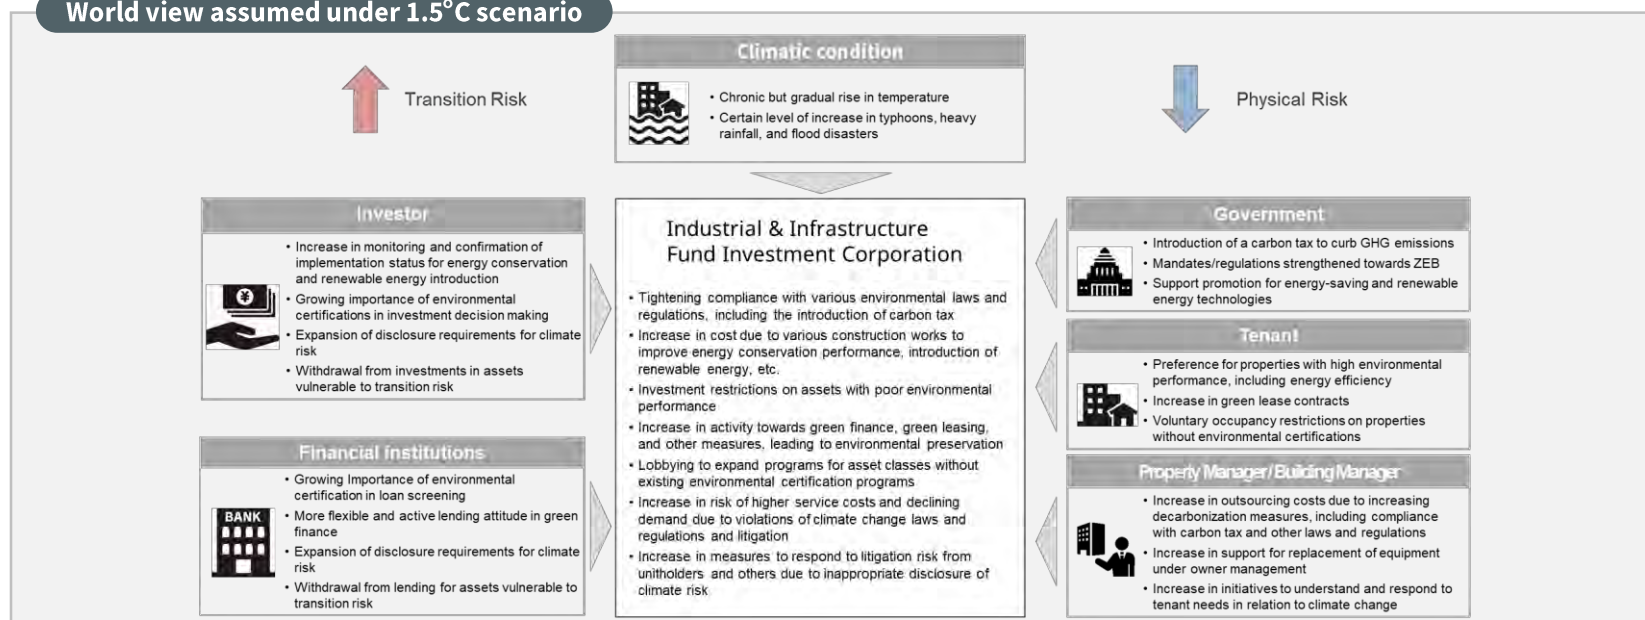 World view assumed under 1.5°C scenario
Transition Risk
Climatic condition
• Chronic but gradual rise in temperature
• Certain level of increase in typhoons, heavy
rainfall, and flood disasters
Physical Risk
Investor
• Increase in monitoring and confirmation of
implementation status for energy conservation
and renewable energy introduction
• Growing importance of environmental
certifications in investment decision making
• Expansion of disclosure requirements for climate
risk
• Withdrawal from investments in assets
vulnerable to transition risk
Financial institutions
BANK
• Growing Importance of environmental
certification in loan screening
• More flexible and active lending attitude in green
finance
• Expansion of disclosure requirements for climate
risk
• Withdrawal from lending for assets vulnerable to
transition risk
Industrial & Infrastructure
Fund Investment Corporation
• Tightening compliance with various environmental laws and
regulations, including the introduction of carbon tax
• Increase in cost due to various construction works to
improve energy conservation performance, introduction of
renewable energy, etc.
• Investment restrictions on assets with poor environmental
performance
• Increase in activity towards green finance, green leasing,
and other measures, leading to environmental preservation
• Lobbying to expand programs for asset classes without
existing environmental certification programs
• Increase in risk of higher service costs and declining
demand due to violations of climate change laws and
regulations and litigation
• Increase in measures to respond to litigation risk from
unitholders and others due to inappropriate disclosure of
climate risk
Government
• Introduction of a carbon tax to curb GHG emissions
• Mandates/regulations strengthened towards ZEB
• Support promotion for energy-saving and renewable
energy technologies
Tenant
• Preference for properties with high environmental
performance, including energy efficiency
• Increase in green lease contracts
• Voluntary occupancy restrictions on properties
without environmental certifications
Property Manager/Building Manager
• Increase in outsourcing costs due to increasing
decarbonization measures, including compliance
with carbon tax and other laws and regulations
• Increase in support for replacement of equipment
under owner management
• Increase in initiatives to understand and respond to
tenant needs in relation to climate change